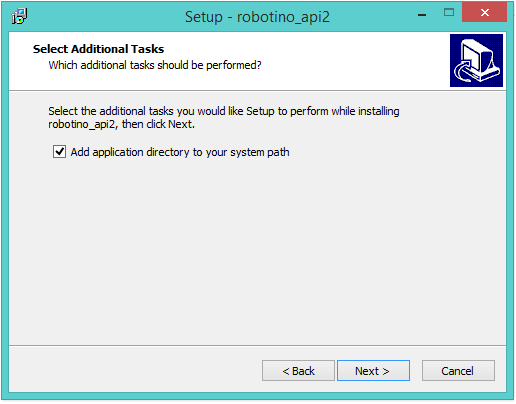 Setup - robotino_api2
Select Additional Tasks
Which additional tasks should be performed?
Select the additional tasks you would like Setup to perform while installing
robotino_api2, then click Next.
Add application directory to your system path
< Back Next > Cancel